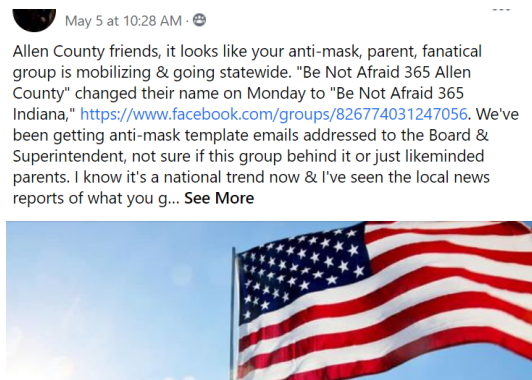 May 5 at 10:28 AM ·
Allen County friends, it looks like your anti-mask, parent, fanatical
group is mobilizing & going statewide. "Be Not Afraid 365 Allen
County" changed their name on Monday to "Be Not Afraid 365
Indiana," https://www.facebook.com/groups/826774031247056. We've
been getting anti-mask template emails addressed to the Board &
Superintendent, not sure if this group behind it or just likeminded
parents. I know it's a national trend now & I've seen the local news
reports of what you g... See More